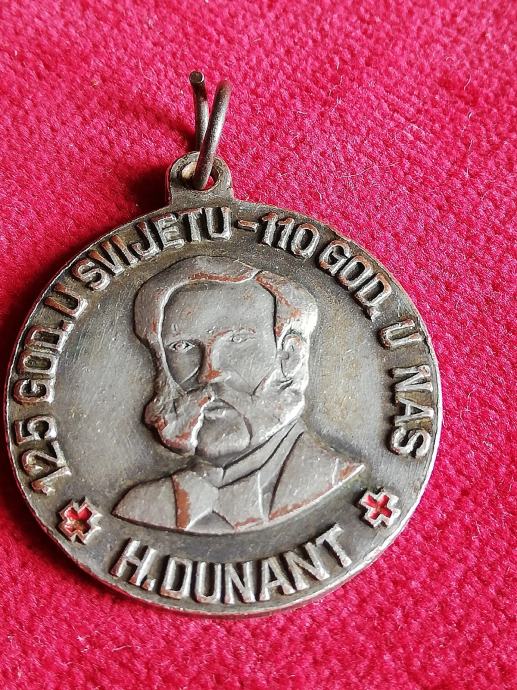 125 GOD. U SVIJETU - 110 GOD. U NAS
H. DUNANT